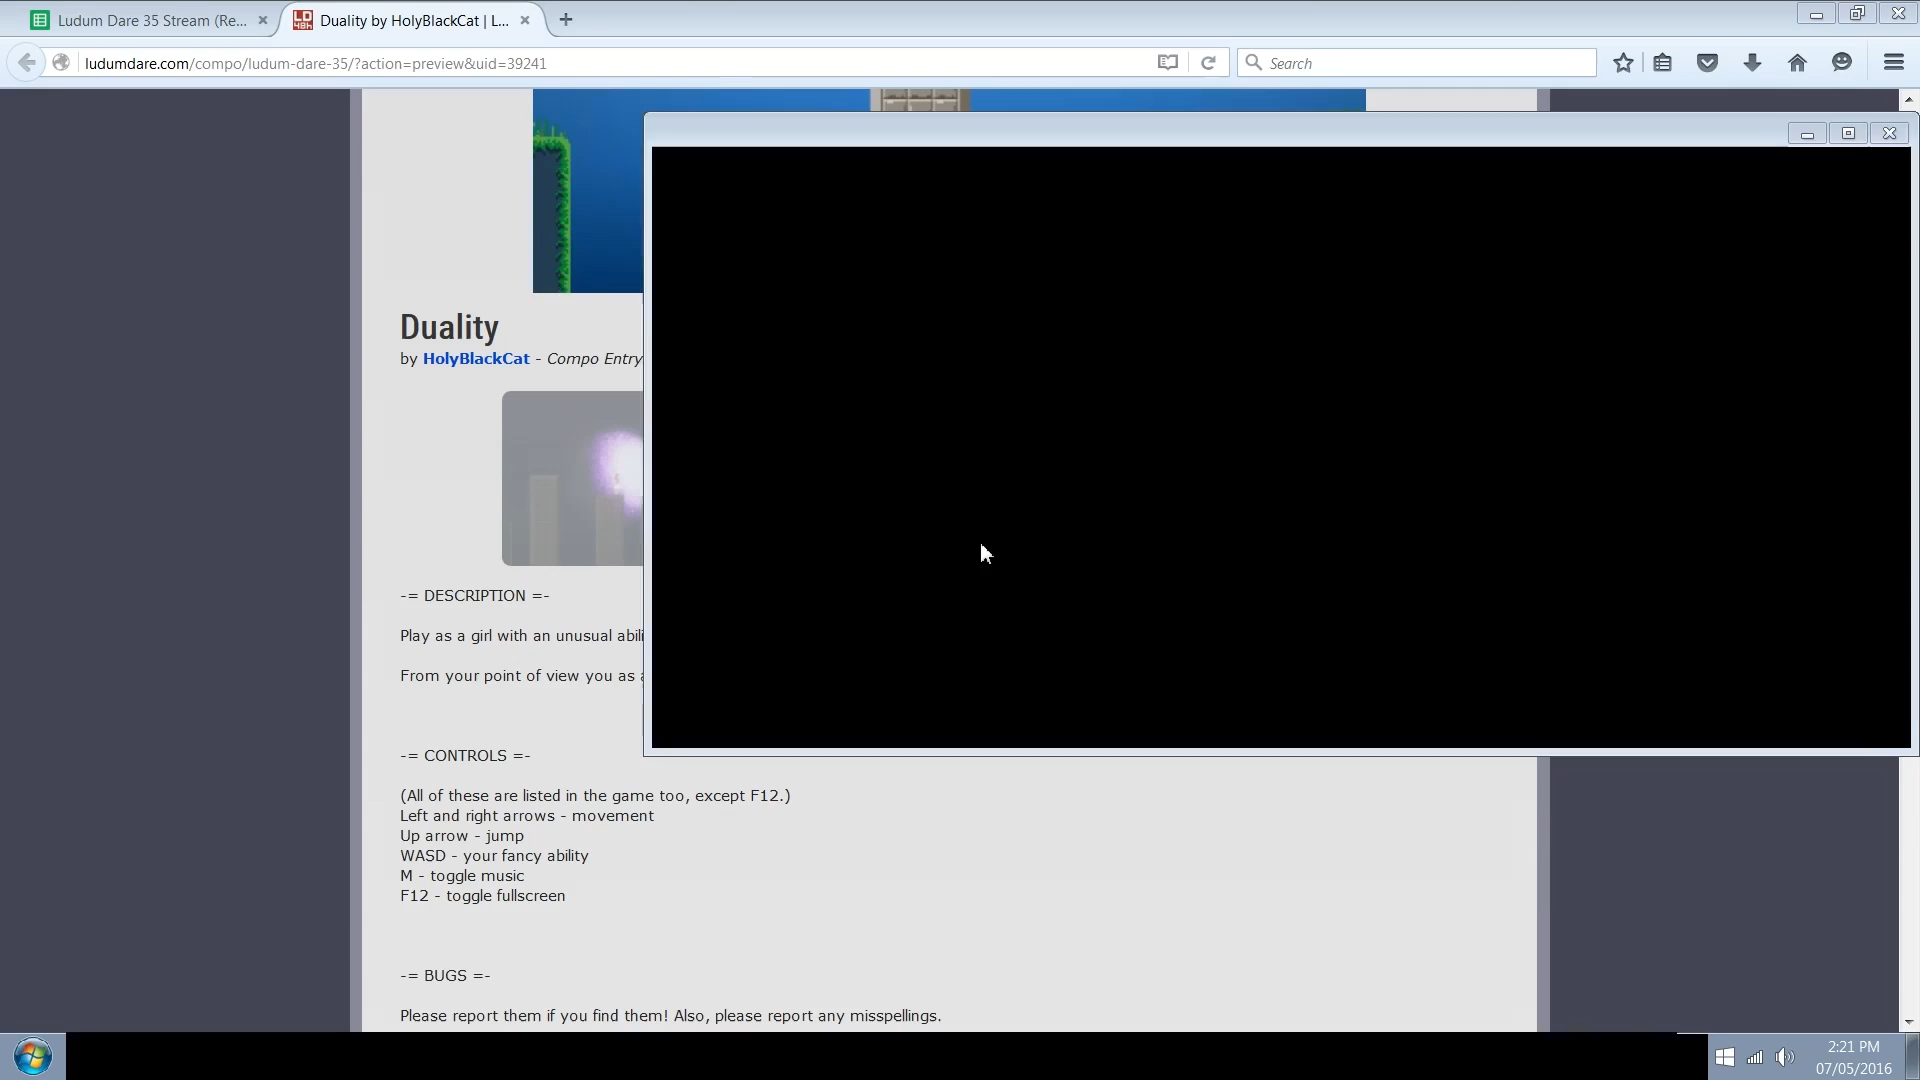 Ludum Dare 35 Stream (Re...
LD 48h
Duality by HolyBlackCat | L...
ludumdare.com/compo/ludum-dare-35/?action=preview&uid=39241
Search
Duality
by HolyBlackCat - Compo Entry
-= DESCRIPTION =-
Play as a girl with an unusual abili
From your point of view you as a
-= CONTROLS =-
(All of these are listed in the game too, except F12.)
Left and right arrows - movement
Up arrow - jump
WASD - your fancy ability
M - toggle music
F12 - toggle fullscreen
-= BUGS =-
Please report them if you find them! Also, please report any misspellings.
2:21 PM
07/05/2016